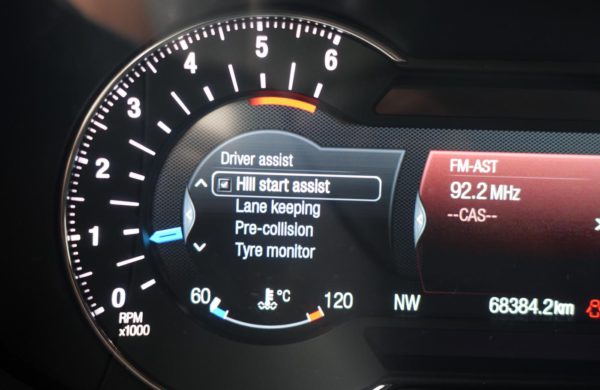 6
5
4
3
2
1
0
RPM
x1000
Driver assist
Hill start assist
Lane keeping
Pre-collision
Tyre monitor
60
°C
120
FM-AST
92.2 MHz
--CAS--
NW
68384.2km